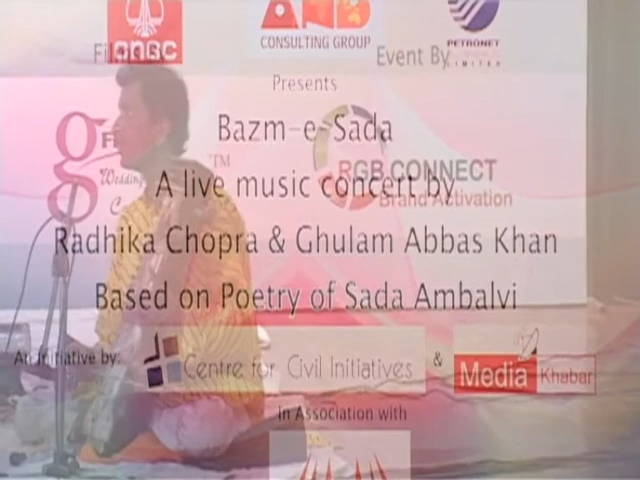 ONGC
AND
CONSULTING GROUP
PETRONET
LIMITED
Event By
Presents
Bazm-e-Sada
A live music concert by
RGB CONNECT
Brand Activation
Radhika Chopra & Ghulam Abbas Khan
Based on Poetry of Sada Ambalvi
An Initiative by:
Centre for Civil Initiatives & Media Khabar
in Association with